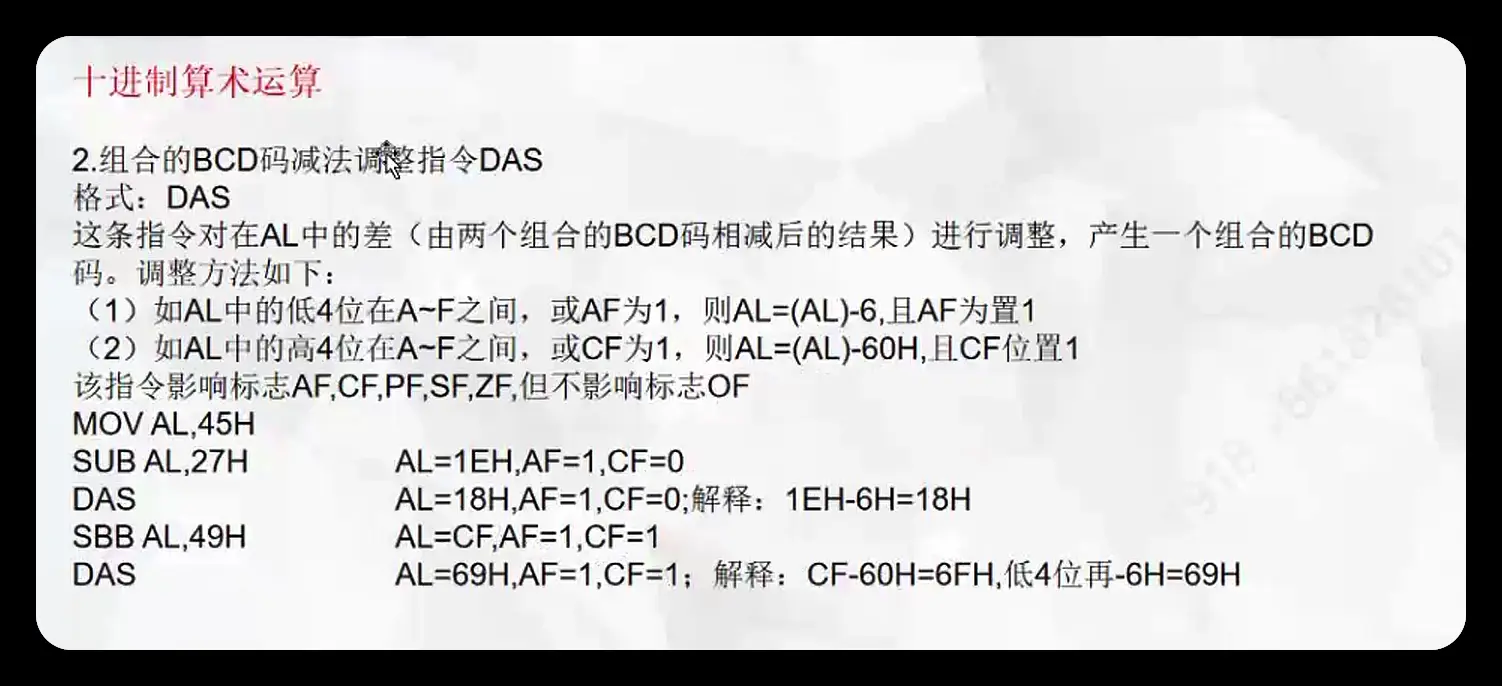 十进制算术运算
2.组合的BCD码减法调整指令DAS
格式：DAS
这条指令对在AL中的差（由两个组合的BCD码相减后的结果）进行调整，产生一个组合的BCD
码。调整方法如下：
（1）如AL中的低4位在A~F之间，或AF为1，则AL=(AL)-6,且AF为置1
（2）如AL中的高4位在A~F之间，或CF为1，则AL=(AL)-60H,且CF位置1
该指令影响标志AF,CF,PF,SF,ZF,但不影响标志OF
MOV AL,45H
SUB AL,27H AL=1EH,AF=1,CF=0
DAS AL=18H,AF=1,CF=0;解释：1EH-6H=18H
SBB AL,49H AL=CF,AF=1,CF=1
DAS AL=69H,AF=1,CF=1；解释：CF-60H=6FH,低4位再-6H=69H